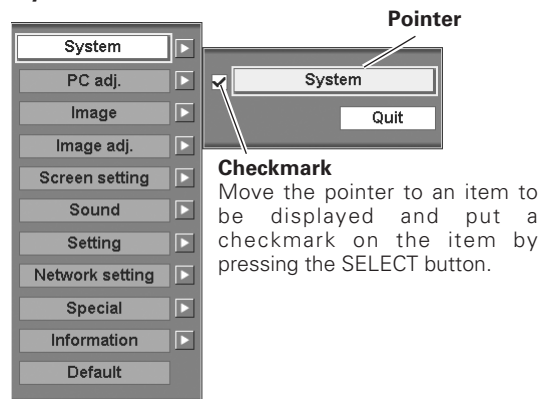 Pointer
System
PC adj.
Image
Image adj.
Screen setting
Sound
Setting
Network setting
Special
Information
Default
System
Quit
Checkmark
Move the pointer to an item to
be displayed and put a
checkmark on the item by
pressing the SELECT button.